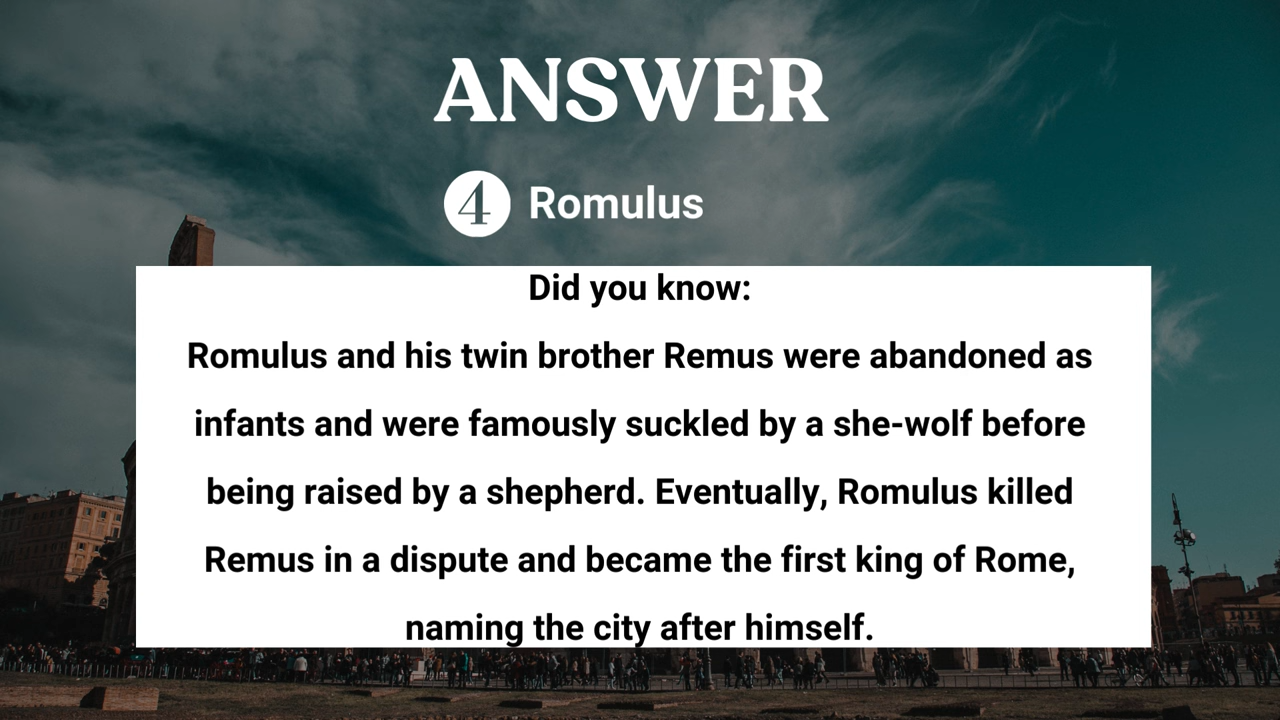 ANSWER
4 Romulus
Did you know:
Romulus and his twin brother Remus were abandoned as
infants and were famously suckled by a she-wolf before
being raised by a shepherd. Eventually, Romulus killed
Remus in a dispute and became the first king of Rome,
naming the city after himself.